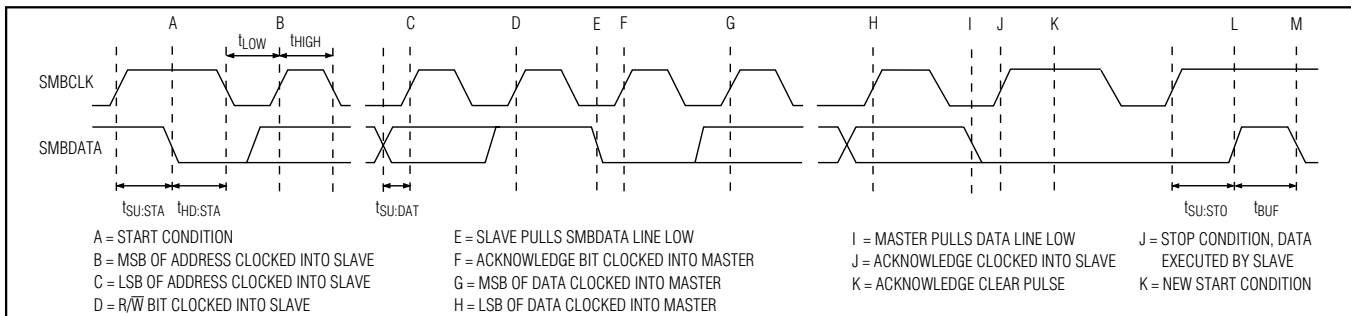 A B C D E F G H I J K L M
tLOW tHIGH
SMBCLK
SMBDATA
tSU:STA tHD:STA tSU:DAT tSU:STO tBUF
A = START CONDITION
B = MSB OF ADDRESS CLOCKED INTO SLAVE
C = LSB OF ADDRESS CLOCKED INTO SLAVE
D = R/W̅ BIT CLOCKED INTO SLAVE
E = SLAVE PULLS SMBDATA LINE LOW
F = ACKNOWLEDGE BIT CLOCKED INTO MASTER
G = MSB OF DATA CLOCKED INTO MASTER
H = LSB OF DATA CLOCKED INTO MASTER
I = MASTER PULLS DATA LINE LOW
J = ACKNOWLEDGE CLOCKED INTO SLAVE
K = ACKNOWLEDGE CLEAR PULSE
J = STOP CONDITION, DATA
EXECUTED BY SLAVE
K = NEW START CONDITION